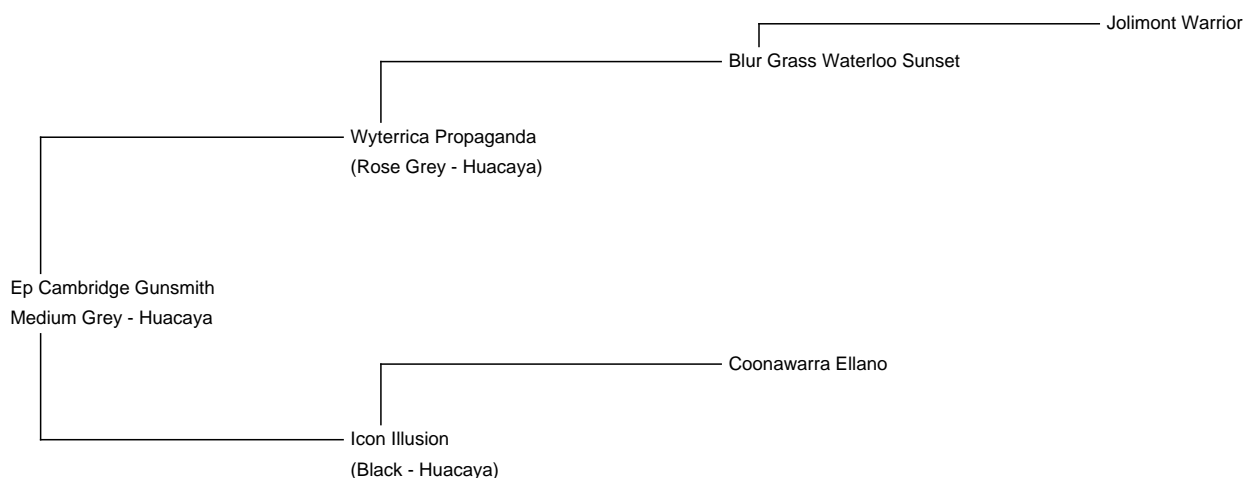 Jolimont Warrior
Blur Grass Waterloo Sunset
Wyterrica Propaganda
(Rose Grey - Huacaya)
Ep Cambridge Gunsmith
Medium Grey - Huacaya
Coonawarra Ellano
Icon Illusion
(Black - Huacaya)